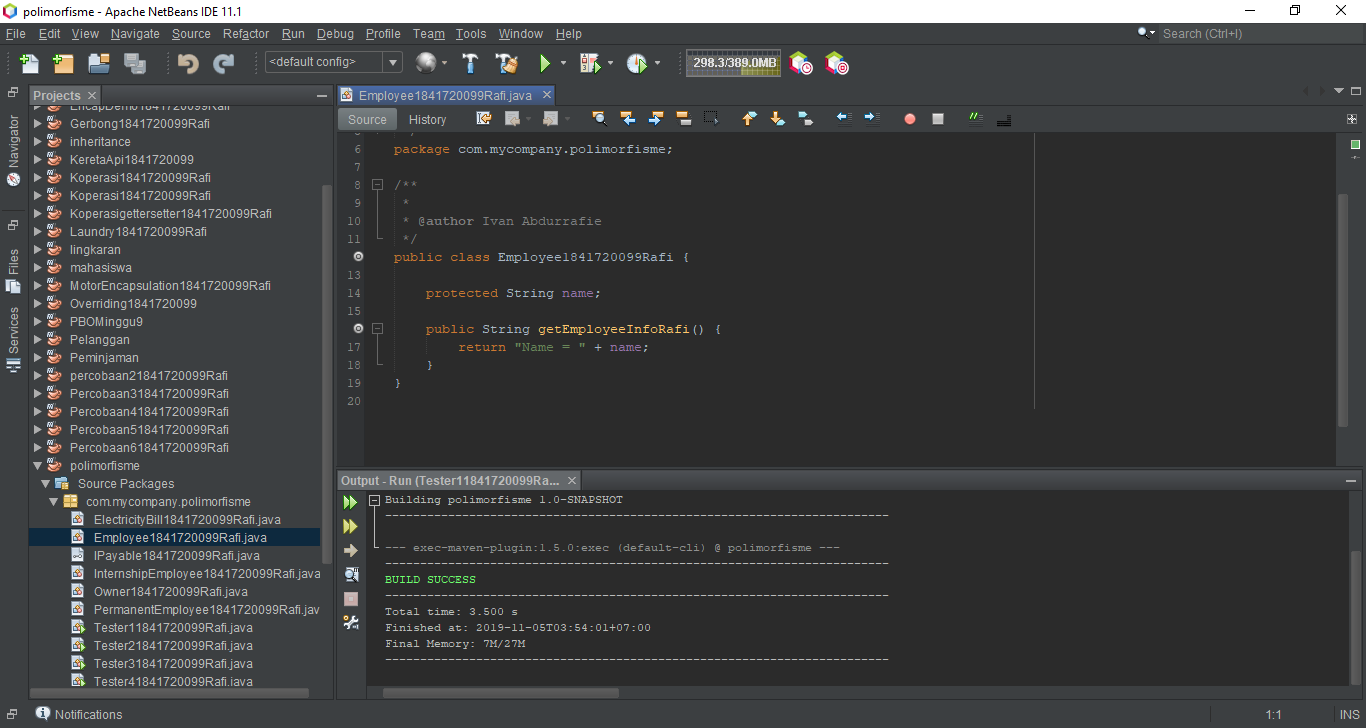 polimorfisme - Apache NetBeans IDE 11.1
File Edit View Navigate Source Refactor Run Debug Profile Team Tools Window Help
Search (Ctrl+I)
<default config>
298.3/389.0MB
Projects
Navigator
Files
Services
EncapDemo1841720099Rafi
Gerbong1841720099Rafi
inheritance
KeretaApi1841720099
Koperasi1841720099Rafi
Koperasi1841720099Rafi
Koperasigettersetter1841720099Rafi
Laundry1841720099Rafi
lingkaran
mahasiswa
MotorEncapsulation1841720099Rafi
Overriding1841720099
PBOMinggu9
Pelanggan
Peminjaman
percobaan21841720099Rafi
Percobaan31841720099Rafi
Percobaan41841720099Rafi
Percobaan51841720099Rafi
Percobaan61841720099Rafi
polimorfisme
Source Packages
com.mycompany.polimorfisme
ElectricityBill1841720099Rafi.java
Employee1841720099Rafi.java
IPayable1841720099Rafi.java
InternshipEmployee1841720099Rafi.java
Owner1841720099Rafi.java
PermanentEmployee1841720099Rafi.jav
Tester11841720099Rafi.java
Tester21841720099Rafi.java
Tester31841720099Rafi.java
Tester41841720099Rafi.java
Employee1841720099Rafi.java
Source History
5 */
6 package com.mycompany.polimorfisme;
7
8 /**
9 *
10 * @author Ivan Abdurrafie
11 */
public class Employee1841720099Rafi {
13
14 protected String name;
15
public String getEmployeeInfoRafi() {
17 return "Name = " + name;
18 }
19 }
20
Output - Run (Tester11841720099Ra...
Building polimorfisme 1.0-SNAPSHOT
------------------------------------------------------------------------
--- exec-maven-plugin:1.5.0:exec (default-cli) @ polimorfisme ---
------------------------------------------------------------------------
BUILD SUCCESS
------------------------------------------------------------------------
Total time: 3.500 s
Finished at: 2019-11-05T03:54:01+07:00
Final Memory: 7M/27M
------------------------------------------------------------------------
Notifications
1:1
INS